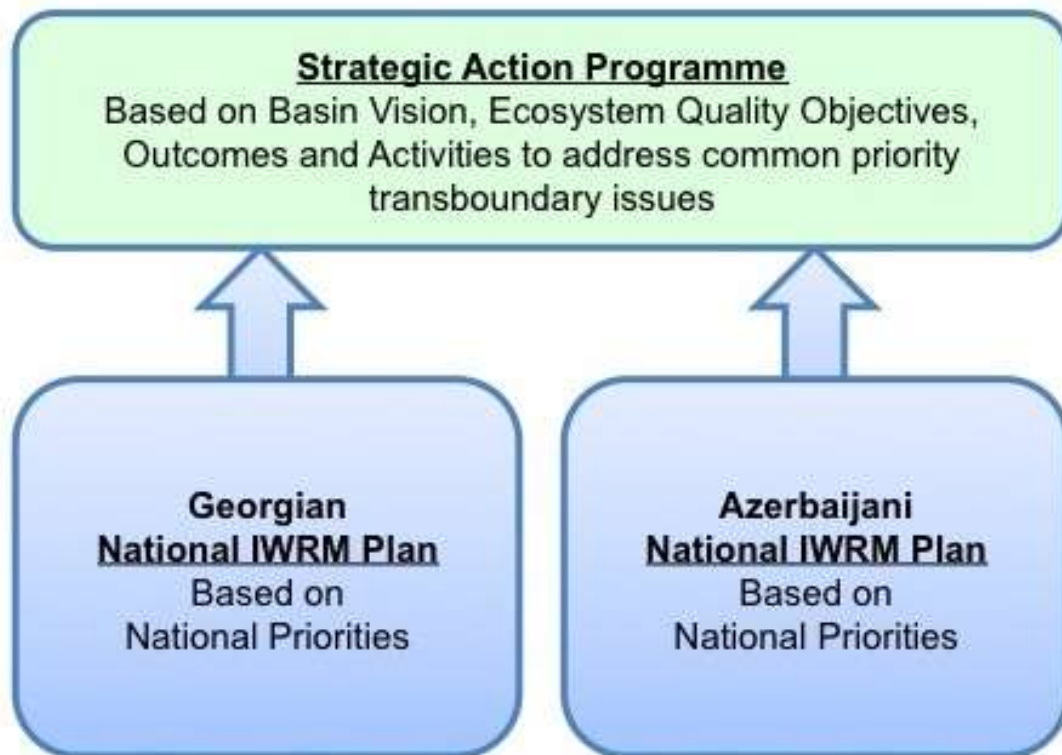 Strategic Action Programme
Based on Basin Vision, Ecosystem Quality Objectives,
Outcomes and Activities to address common priority
transboundary issues
Georgian
National IWRM Plan
Based on
National Priorities
Azerbaijani
National IWRM Plan
Based on
National Priorities